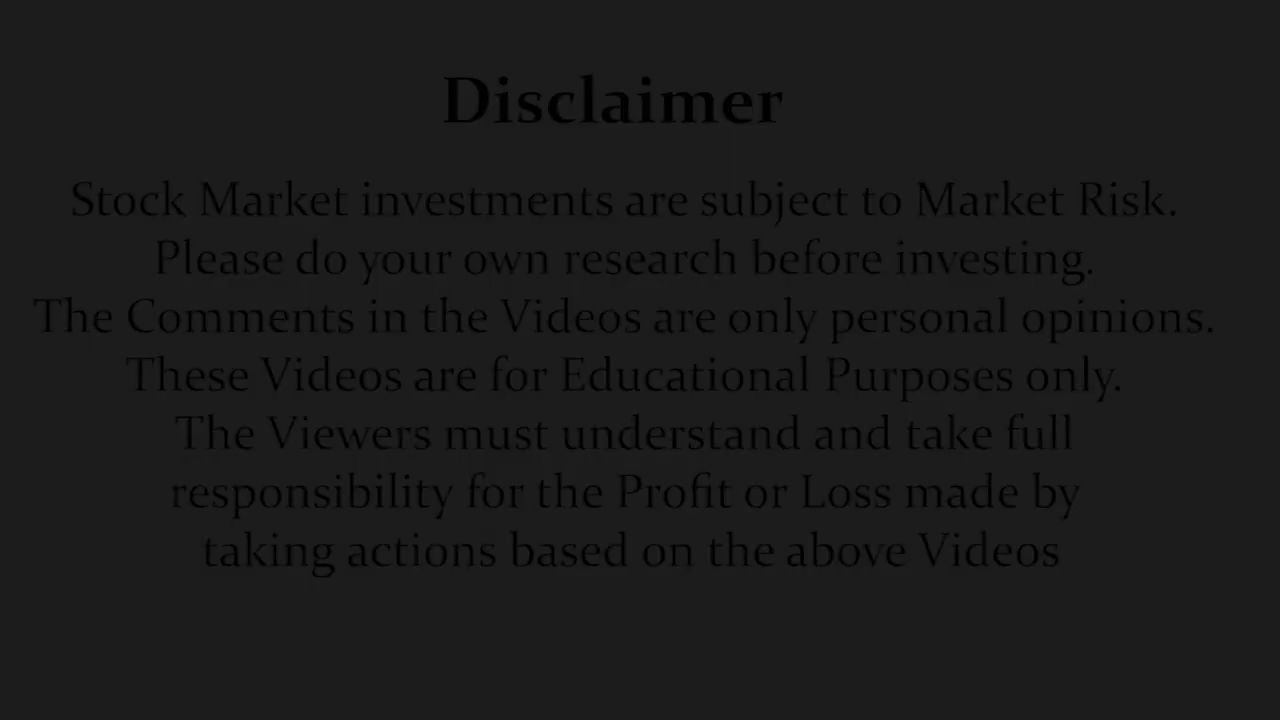 Disclaimer
Stock Market investments are subject to Market Risk.
Please do your own research before investing.
The Comments in the Videos are only personal opinions.
These Videos are for Educational Purposes only.
The Viewers must understand and take full
responsibility for the Profit or Loss made by
taking actions based on the above Videos